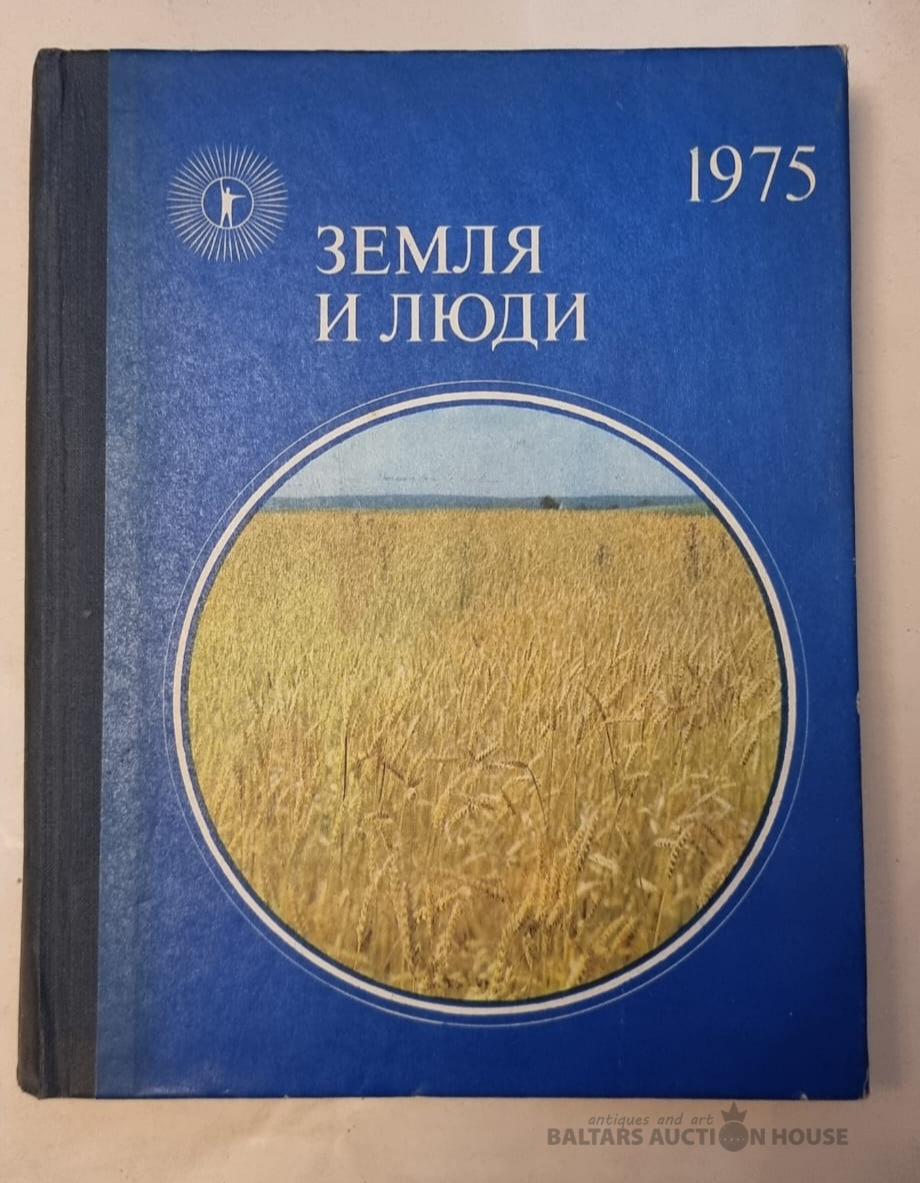 1975
ЗЕМЛЯ
И ЛЮДИ
antiques and art
BALTARS AUCTION HOUSE